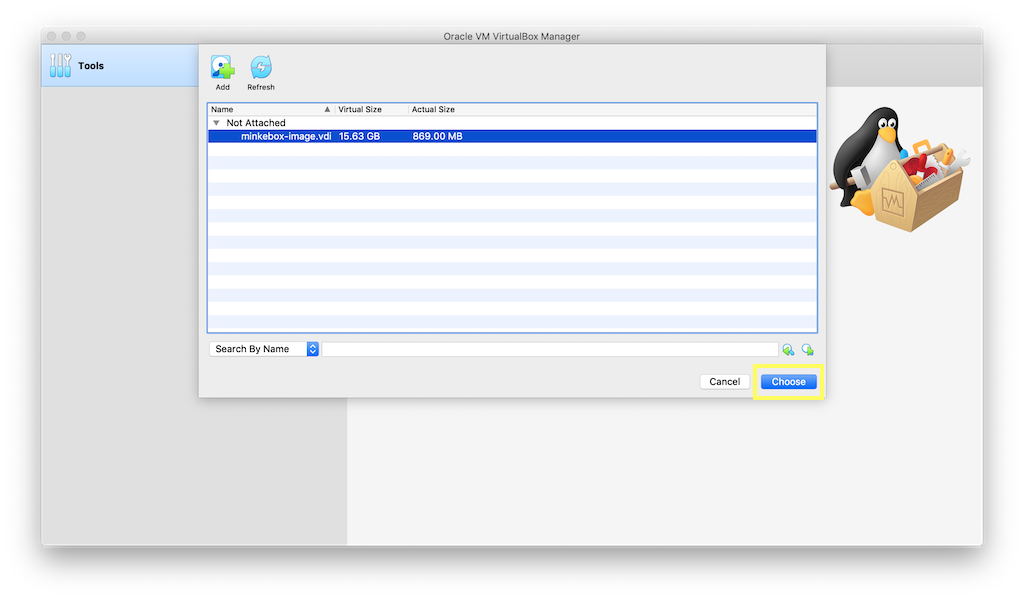 Oracle VM VirtualBox Manager
Tools
Add Refresh
Name Virtual Size Actual Size
Not Attached
minkebox-image.vdi 15.63 GB 869.00 MB
Search By Name
Cancel Choose